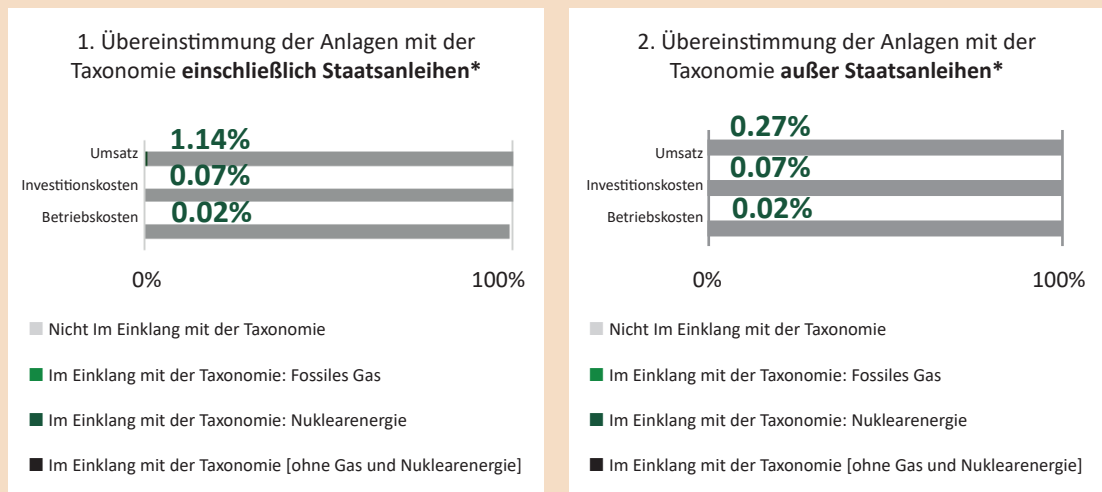 1. Übereinstimmung der Anlagen mit der
Taxonomie einschließlich Staatsanleihen*
1.14%
Umsatz
0.07%
Investitionskosten
0.02%
Betriebskosten
0%
100%
Nicht Im Einklang mit der Taxonomie
Im Einklang mit der Taxonomie: Fossiles Gas
Im Einklang mit der Taxonomie: Nuklearenergie
Im Einklang mit der Taxonomie [ohne Gas und Nuklearenergie]
2. Übereinstimmung der Anlagen mit der
Taxonomie außer Staatsanleihen*
0.27%
Umsatz
0.07%
Investitionskosten
0.02%
Betriebskosten
0%
100%
Nicht Im Einklang mit der Taxonomie
Im Einklang mit der Taxonomie: Fossiles Gas
Im Einklang mit der Taxonomie: Nuklearenergie
Im Einklang mit der Taxonomie [ohne Gas und Nuklearenergie]